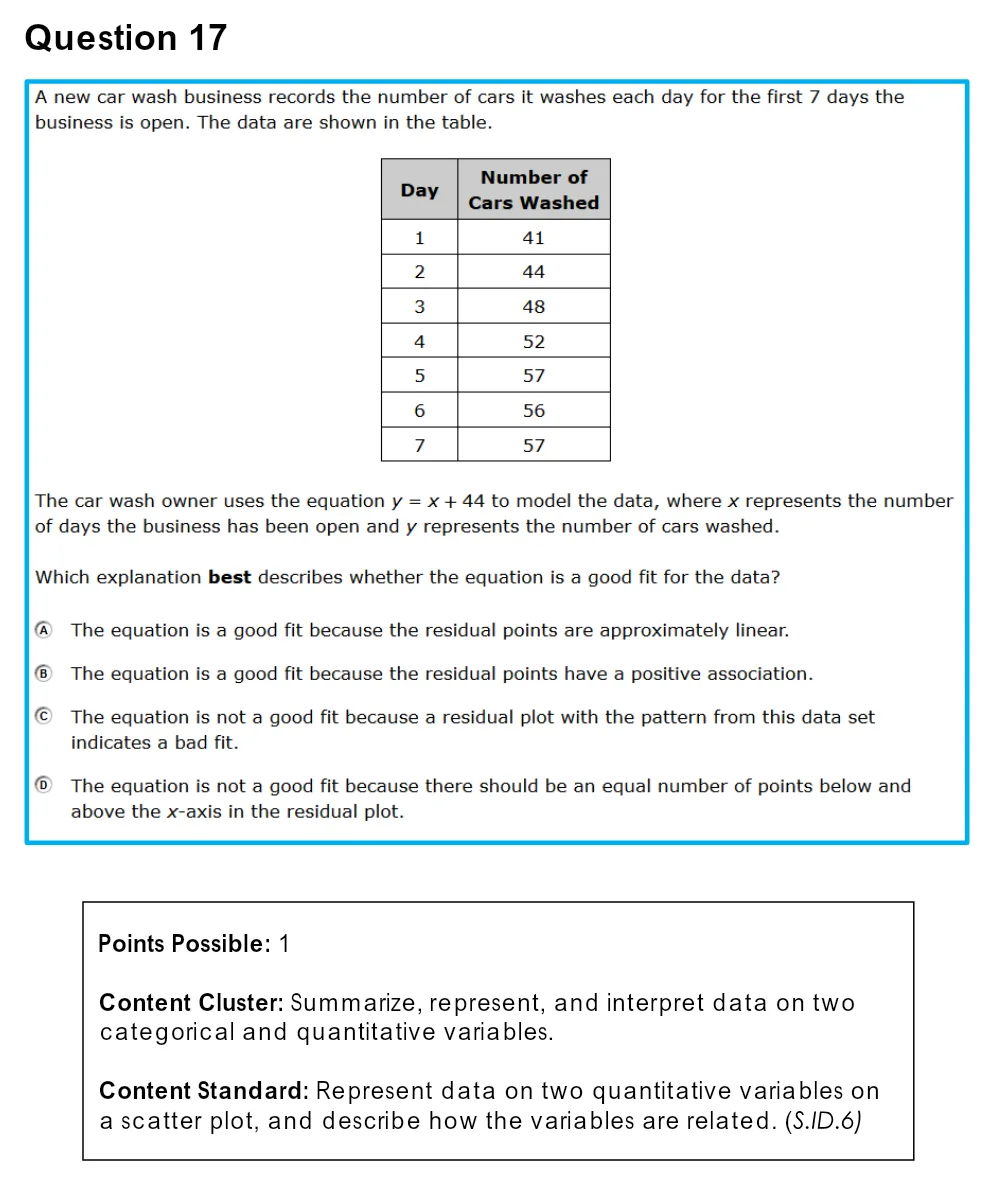 Question 17
A new car wash business records the number of cars it washes each day for the first 7 days the
business is open. The data are shown in the table.
Day Number of
Cars Washed
1 41
2 44
3 48
4 52
5 57
6 56
7 57
The car wash owner uses the equation y = x + 44 to model the data, where x represents the number
of days the business has been open and y represents the number of cars washed.
Which explanation best describes whether the equation is a good fit for the data?
A The equation is a good fit because the residual points are approximately linear.
B The equation is a good fit because the residual points have a positive association.
C The equation is not a good fit because a residual plot with the pattern from this data set
indicates a bad fit.
D The equation is not a good fit because there should be an equal number of points below and
above the x-axis in the residual plot.
Points Possible: 1
Content Cluster: Summarize, represent, and interpret data on two
categorical and quantitative variables.
Content Standard: Represent data on two quantitative variables on
a scatter plot, and describe how the variables are related. (S.ID.6)